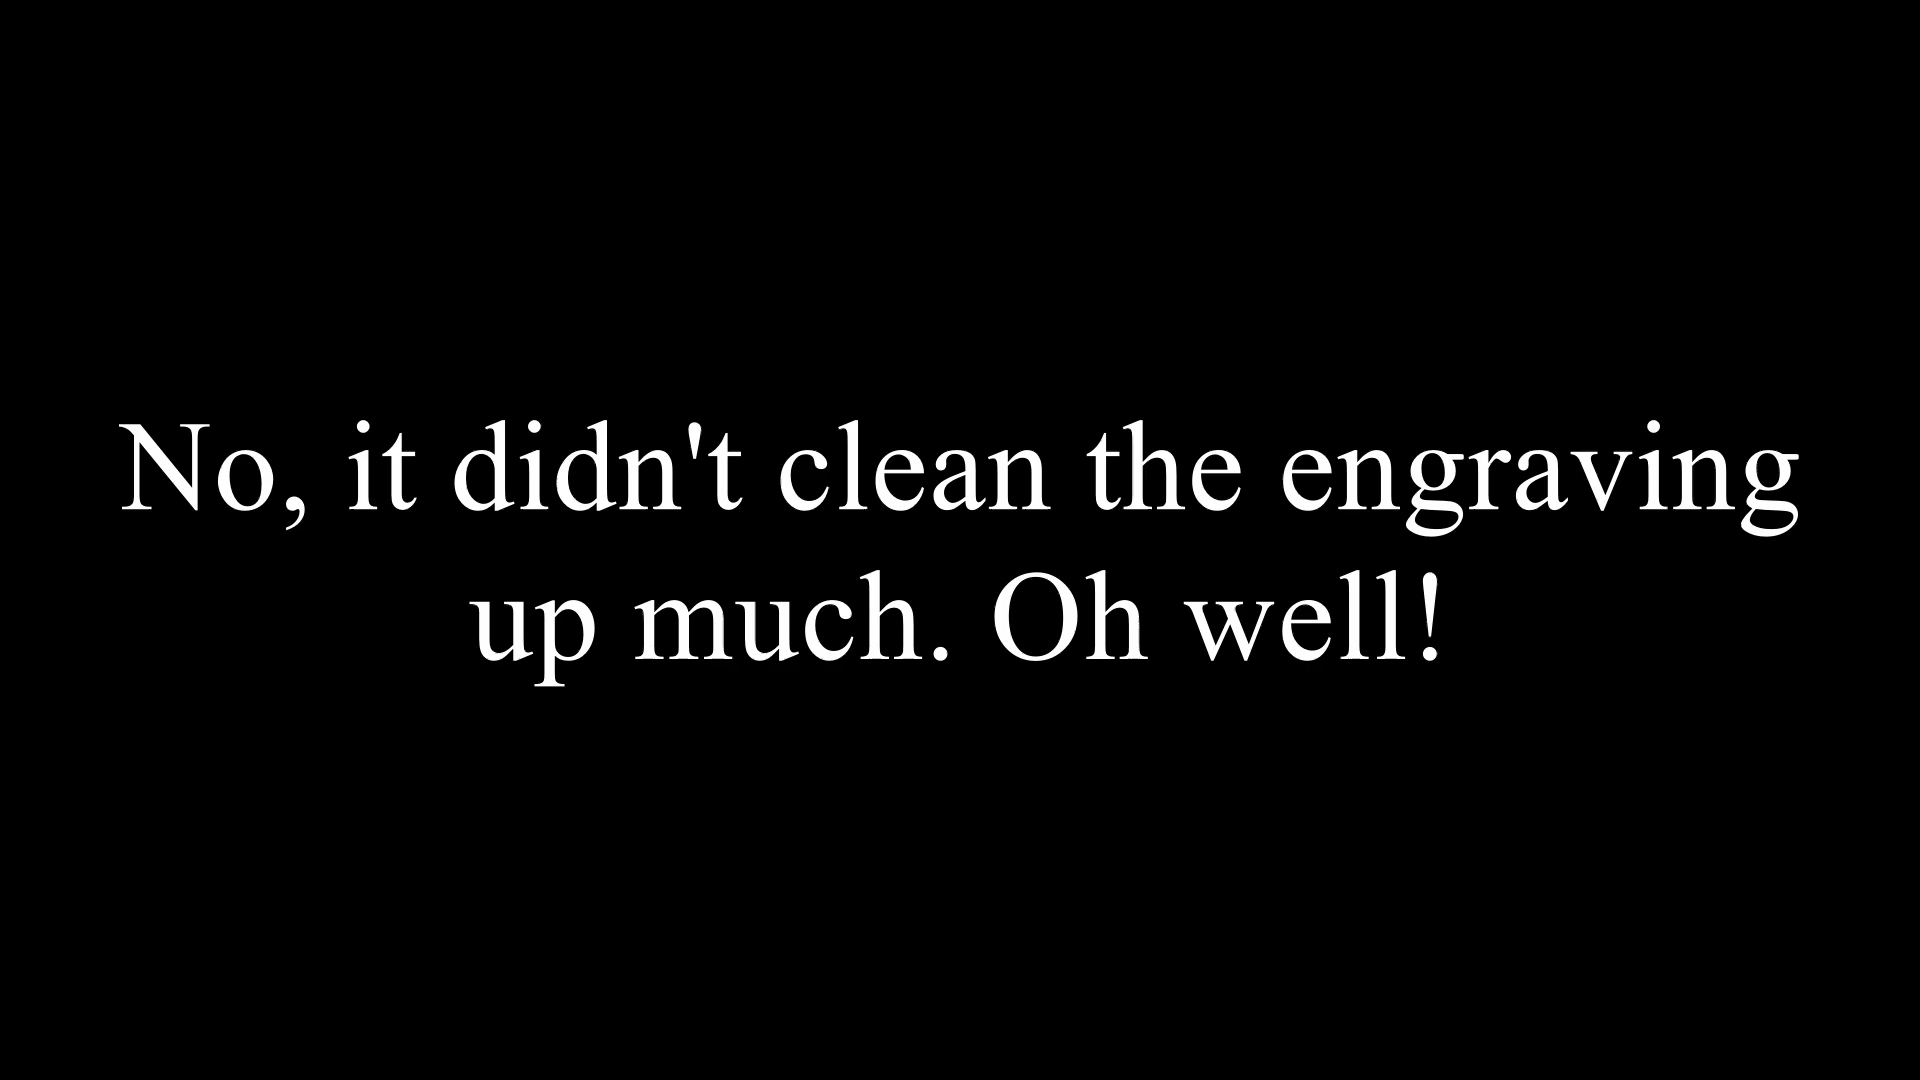 No, it didn't clean the engraving
up much. Oh well!